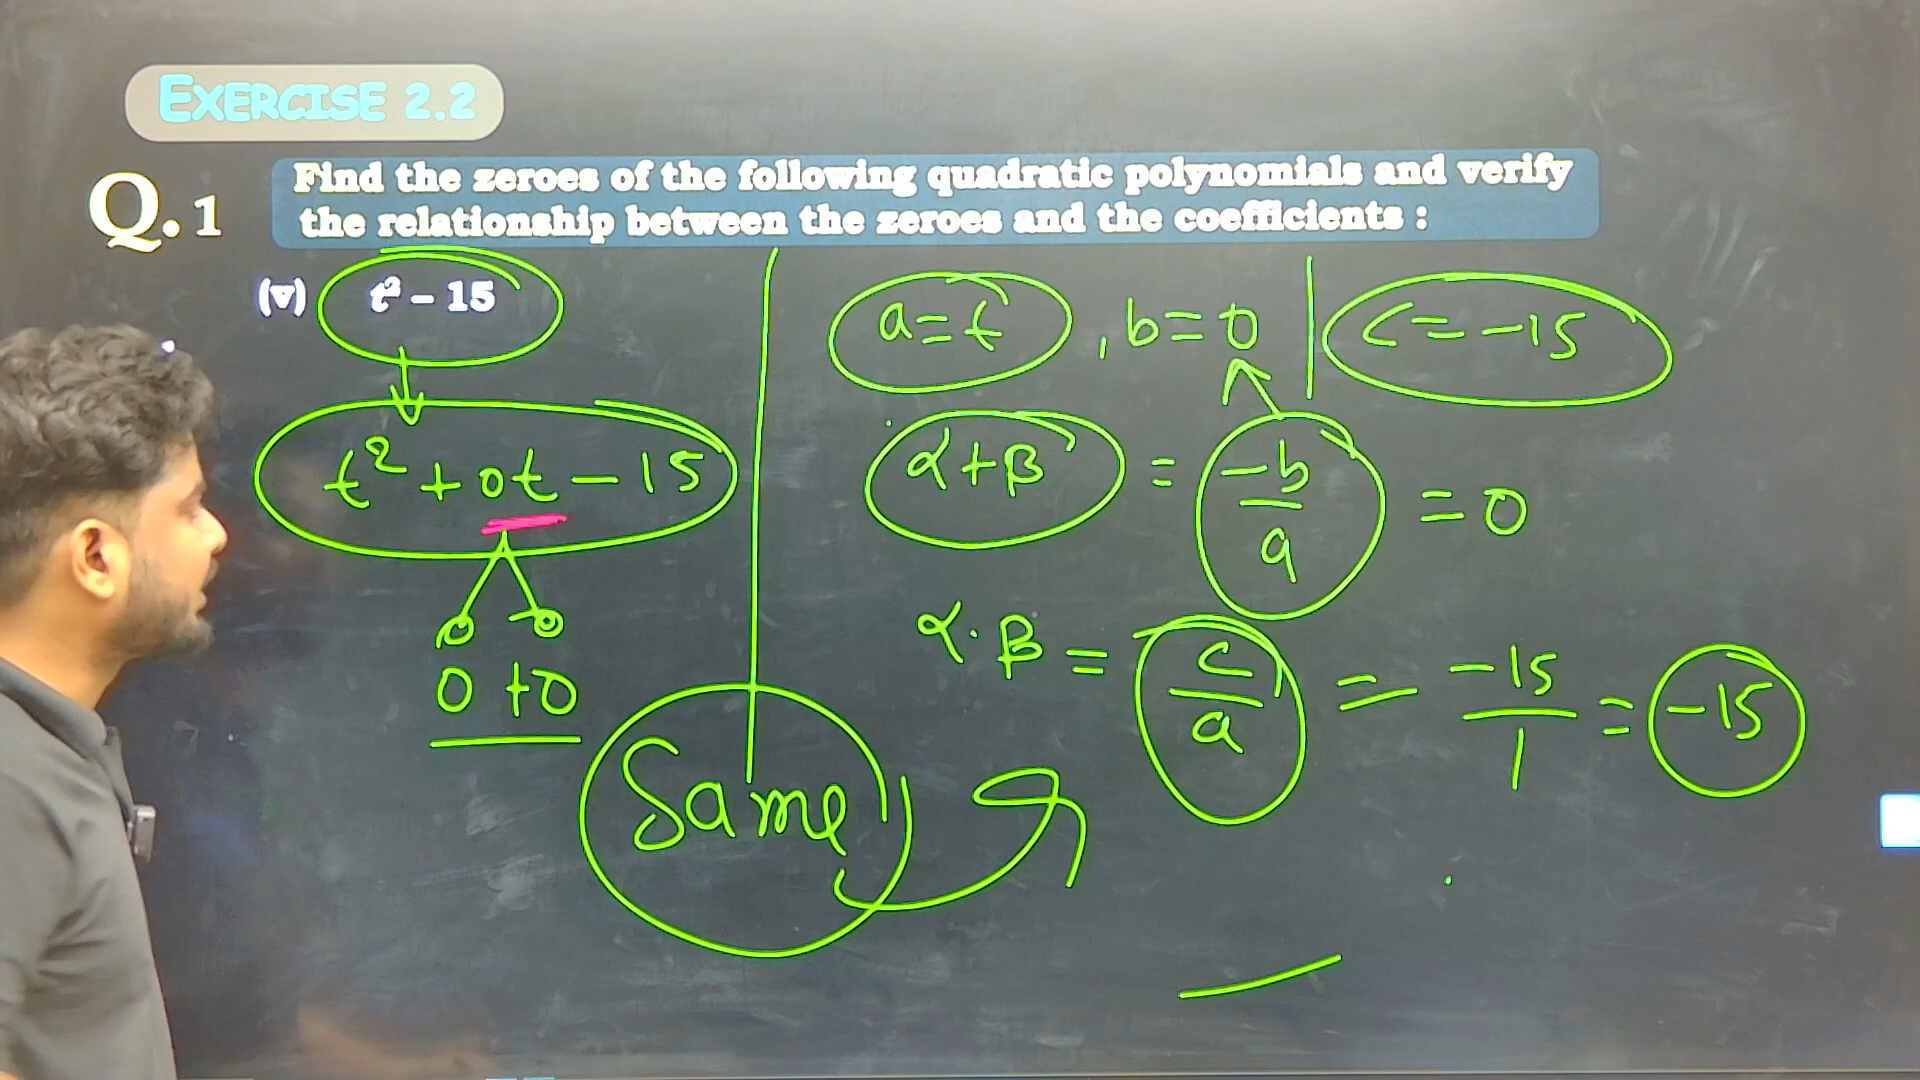 EXERCISE 2.2
Q.1 Find the zeroes of the following quadratic polynomials and verify
the relationship between the zeroes and the coefficients :
(v) t² – 15
t² + 0t – 15
0 +0
Same
a = t , b = 0 | c = -15
α + β = -b/a = 0
α · β = c/a = -15/1 = -15